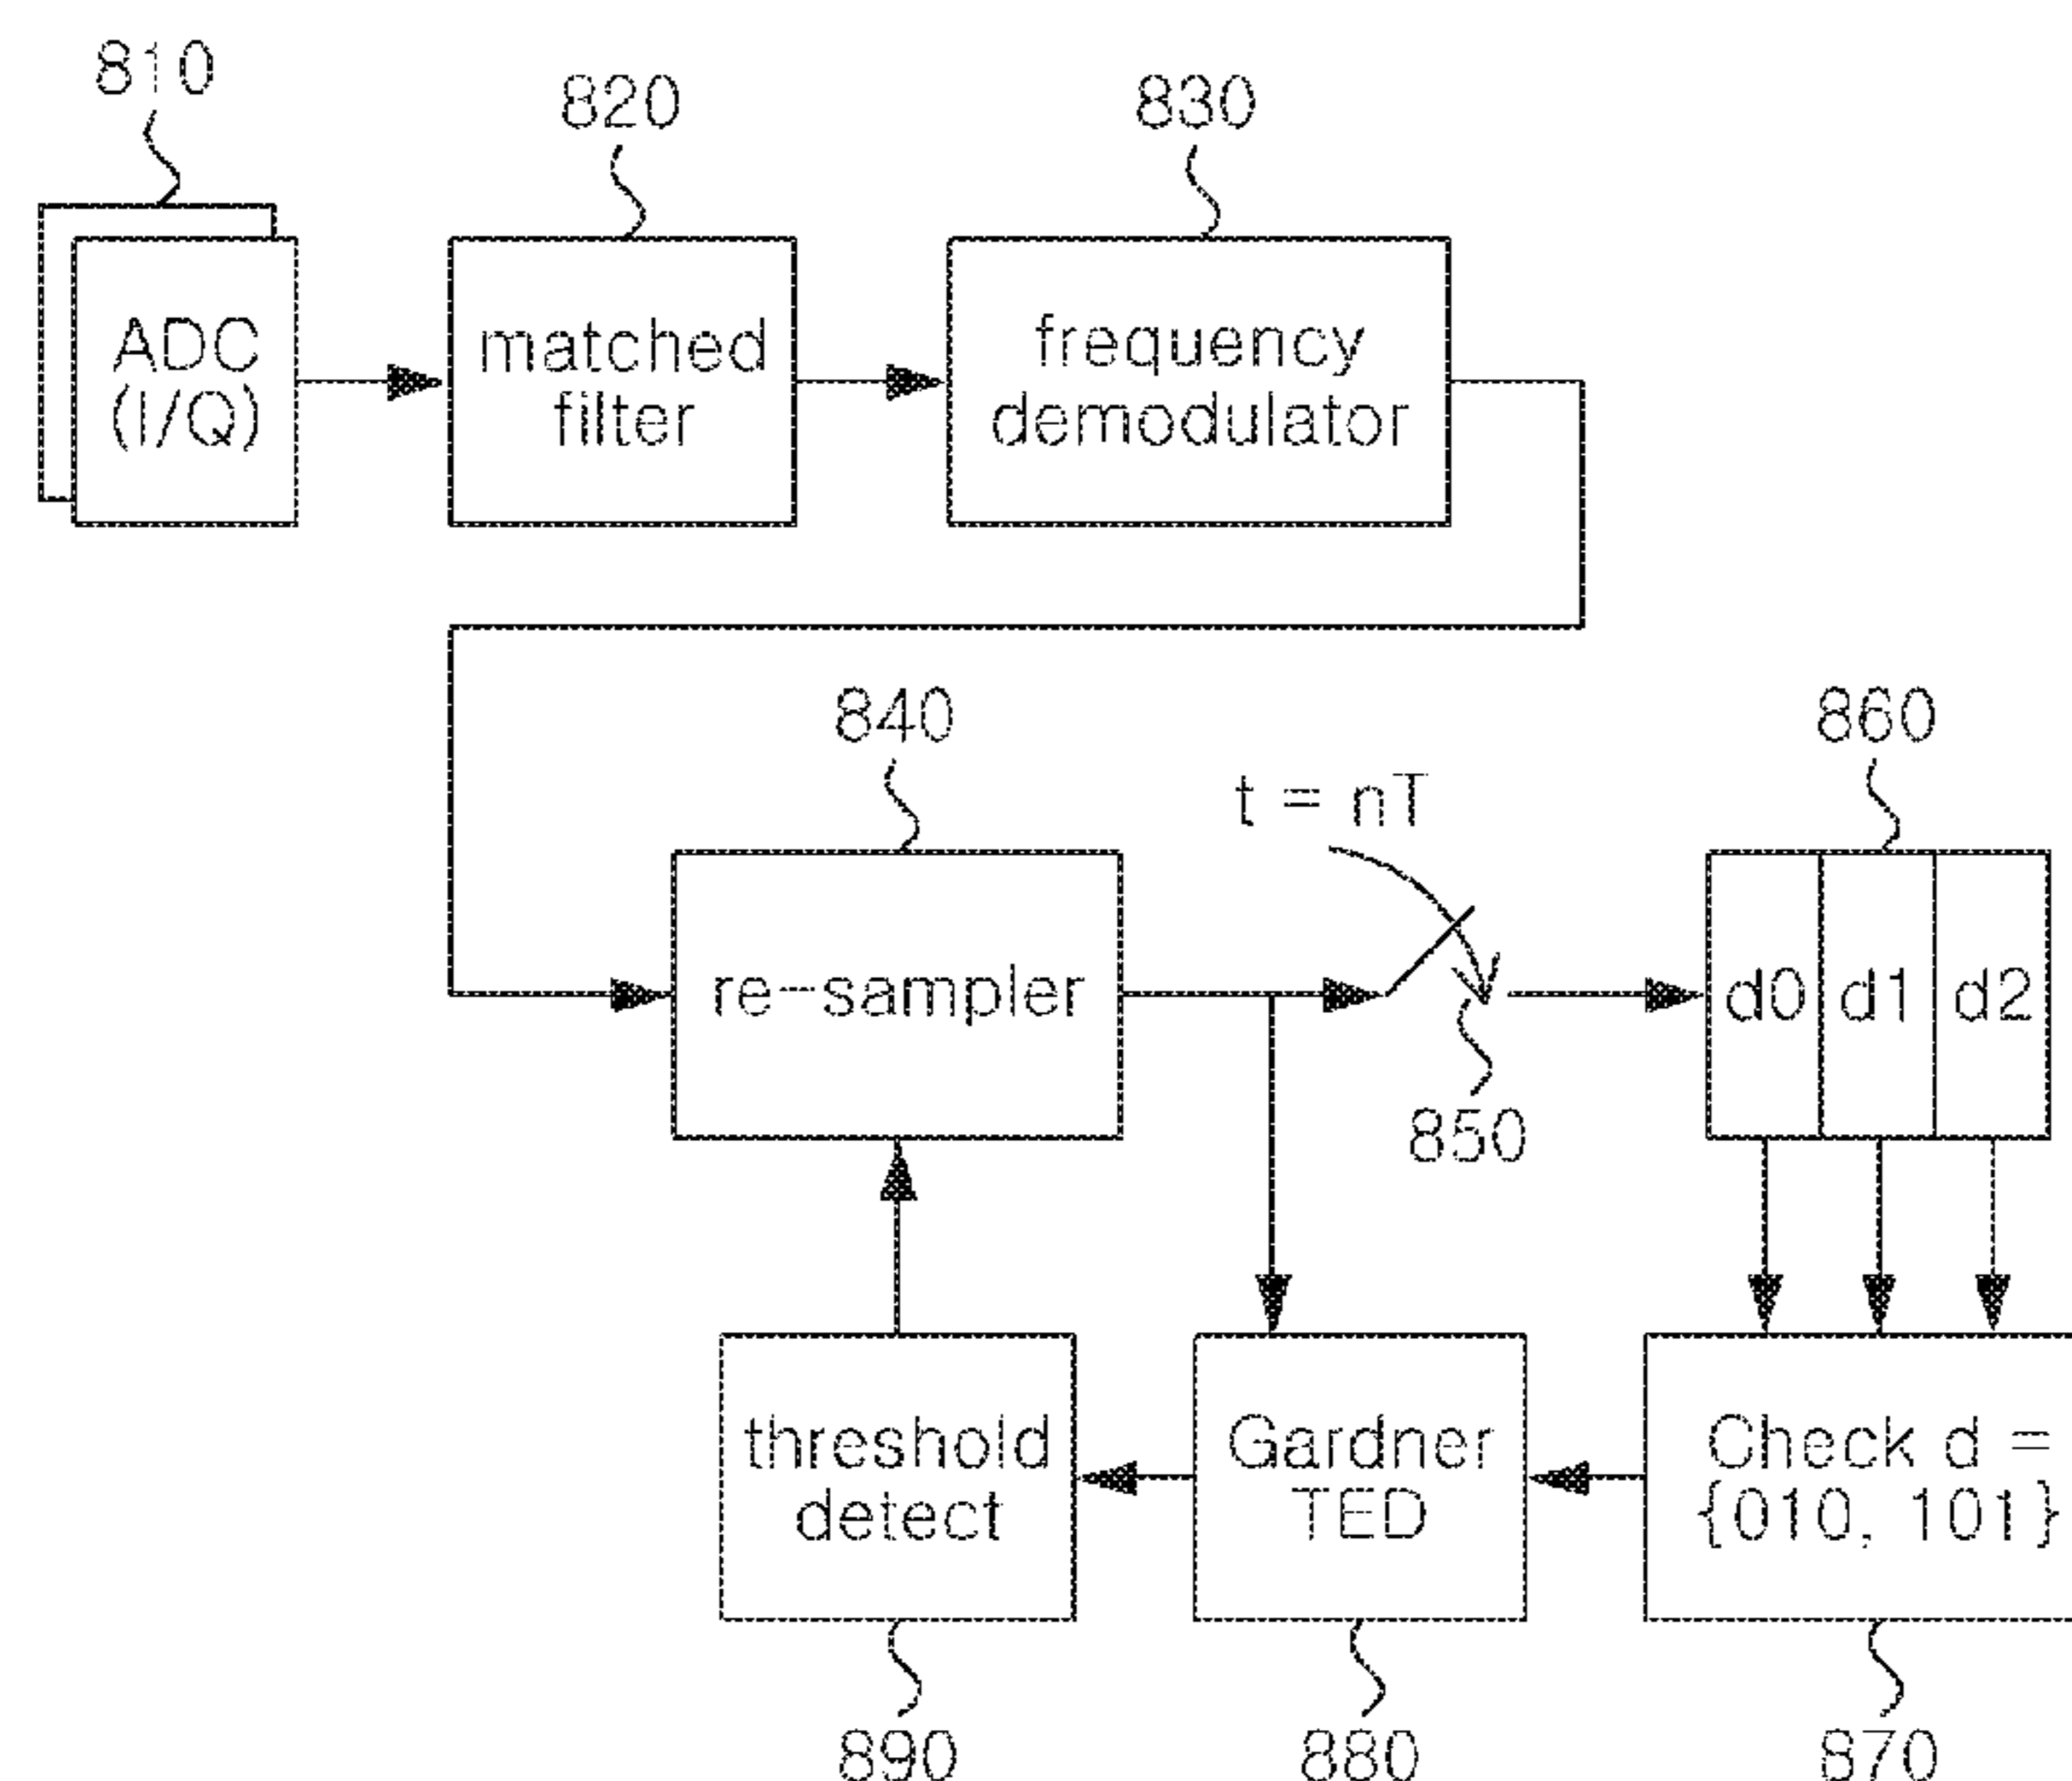 810
820
830
ADC
(I/Q)
matched
filter
frequency
demodulator
840
t = nT
860
re-sampler
d0 d1 d2
850
threshold
detect
Gardner
TED
Check d =
{010, 101}
890
880
870